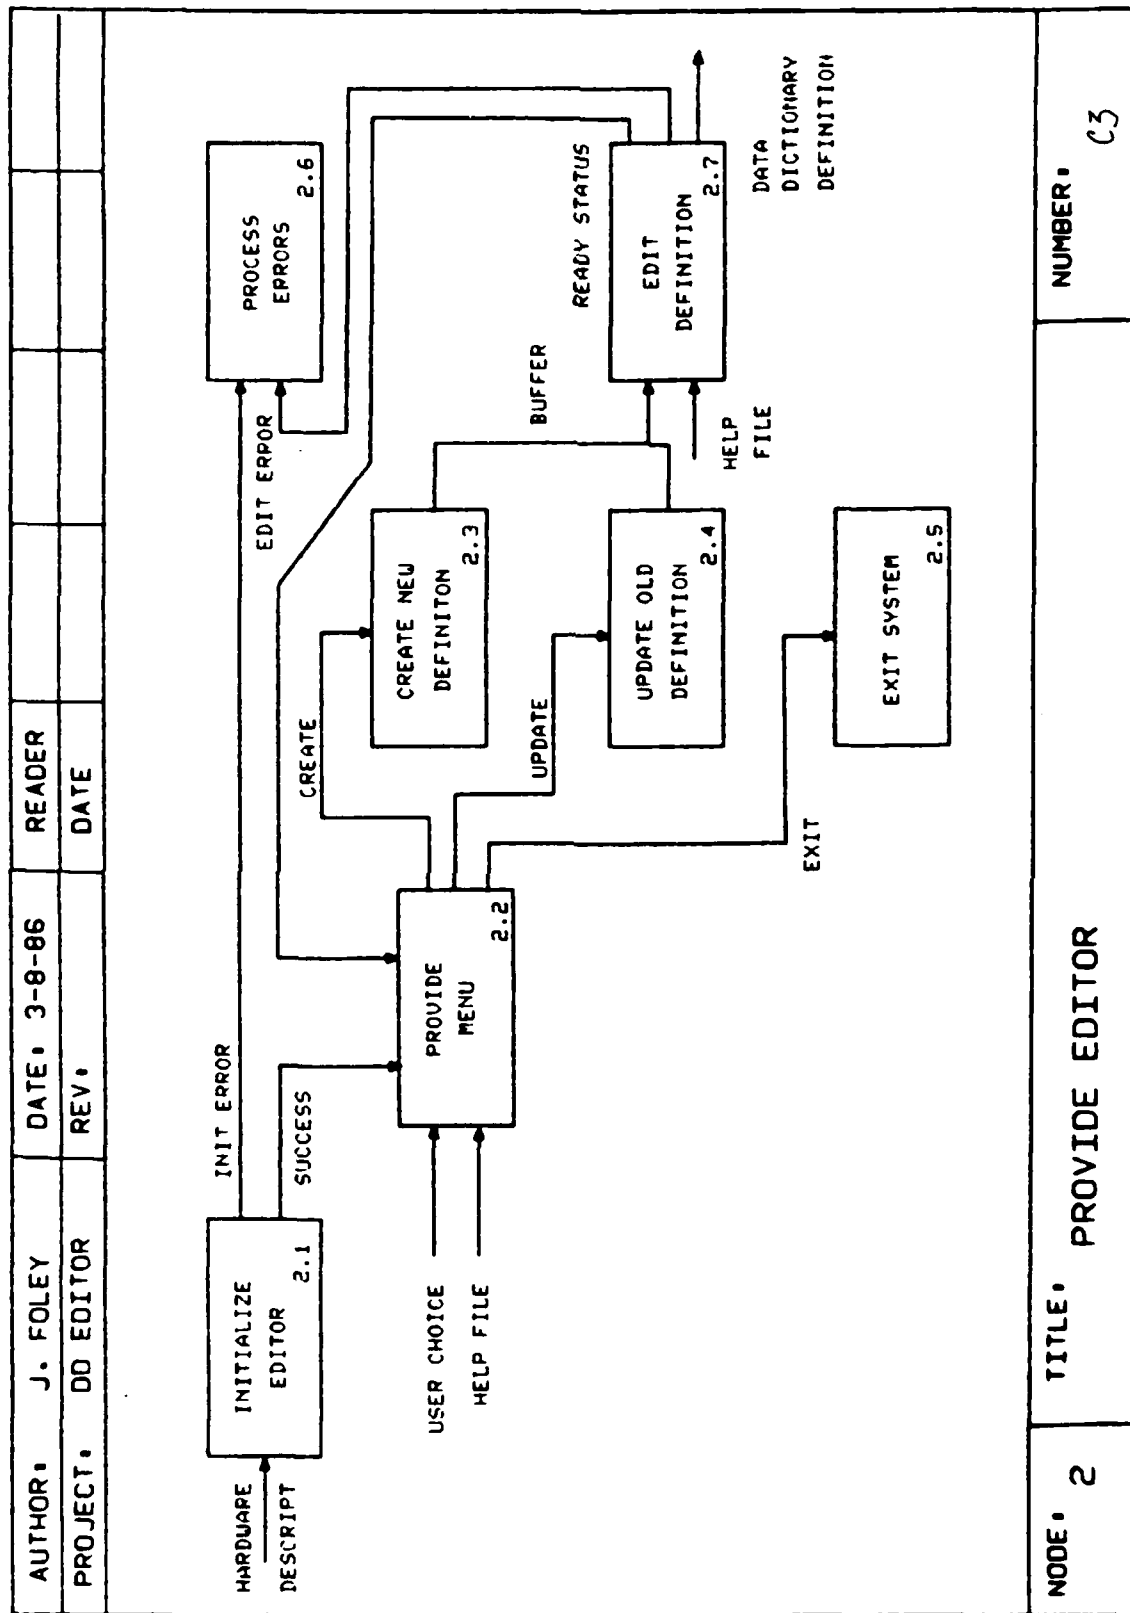 AUTHOR: J. FOLEY DATE: 3-8-86 READER
PROJECT: DD EDITOR REV: DATE
HARDWARE
DESCRIPT
INITIALIZE
EDITOR
2.1
INIT ERROR
SUCCESS
EDIT ERROR
PROCESS
ERRORS
2.6
USER CHOICE
HELP FILE
PROVIDE
MENU
2.2
CREATE
CREATE NEW
DEFINITON
2.3
UPDATE
UPDATE OLD
DEFINITION
2.4
EXIT
EXIT SYSTEM
2.5
BUFFER
HELP
FILE
READY STATUS
EDIT
DEFINITION
2.7
DATA
DICTIONARY
DEFINITION
NODE: 2 TITLE: PROVIDE EDITOR NUMBER: C3